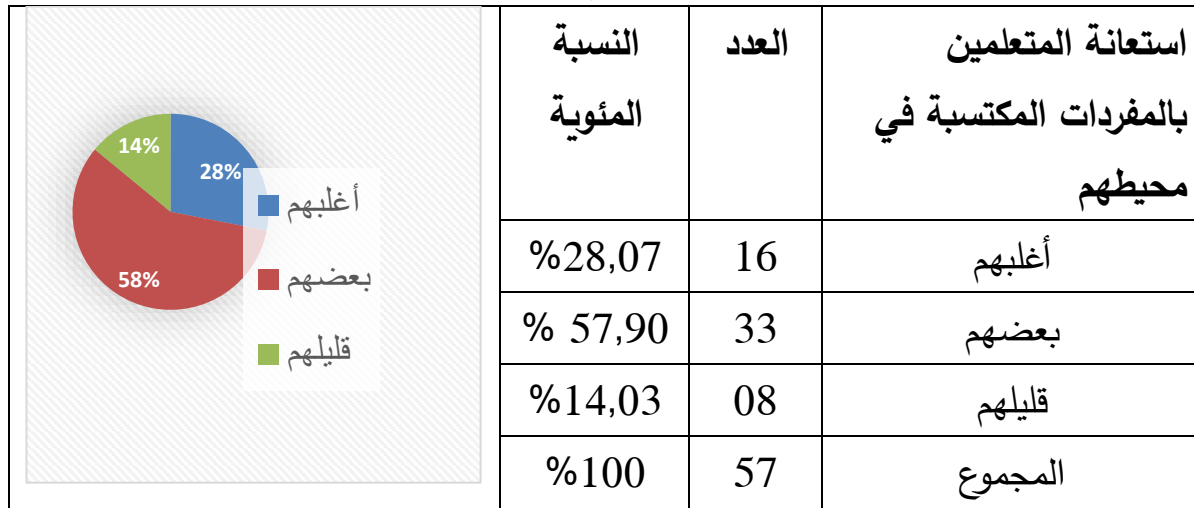 استعانة المتعلمين بالمفردات المكتسبة في محيطهم	العدد	النسبة المئوية
أغلبهم	16	%28,07
بعضهم	33	% 57,90
قليلهم	08	%14,03
المجموع	57	%100
14%
28%
58%
أغلبهم
بعضهم
قليلهم